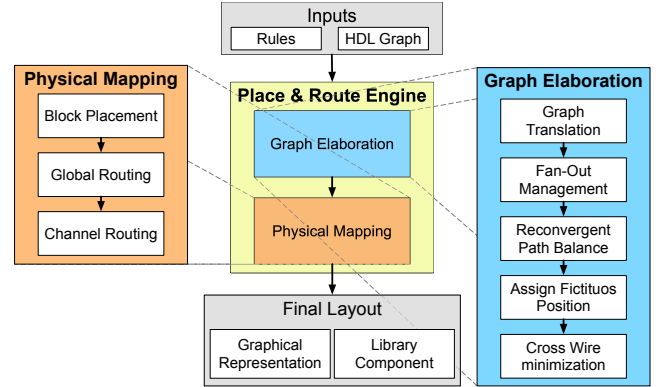 Inputs
Rules
HDL Graph
Physical Mapping
Block Placement
Global Routing
Channel Routing
Place & Route Engine
Graph Elaboration
Physical Mapping
Final Layout
Graphical
Representation
Library
Component
Graph Elaboration
Graph
Translation
Fan-Out
Management
Reconvergent
Path Balance
Assign Fictituos
Position
Cross Wire
minimization